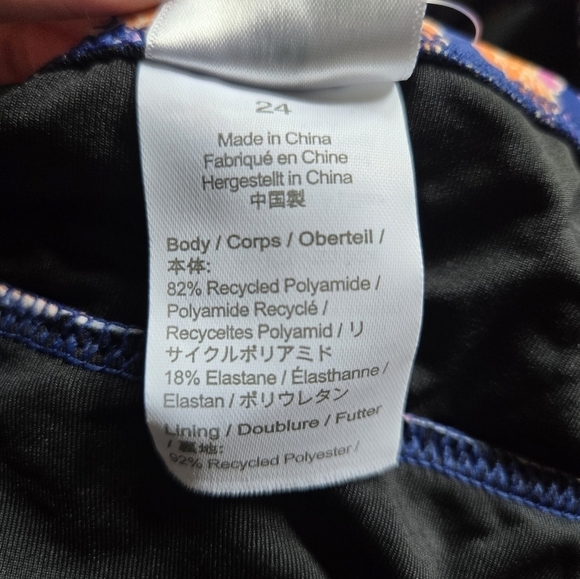 24
Made in China
Fabriqué en Chine
Hergestellt in China
中国製
Body / Corps / Oberteil /
本体:
82% Recycled Polyamide /
Polyamide Recyclé /
Recyceltes Polyamid / リ
サイクルポリアミド
18% Elastane / Élasthanne /
Elastan / ポリウレタン
Lining / Doublure / Futter
/ 裏地:
92% Recycled Polyester /